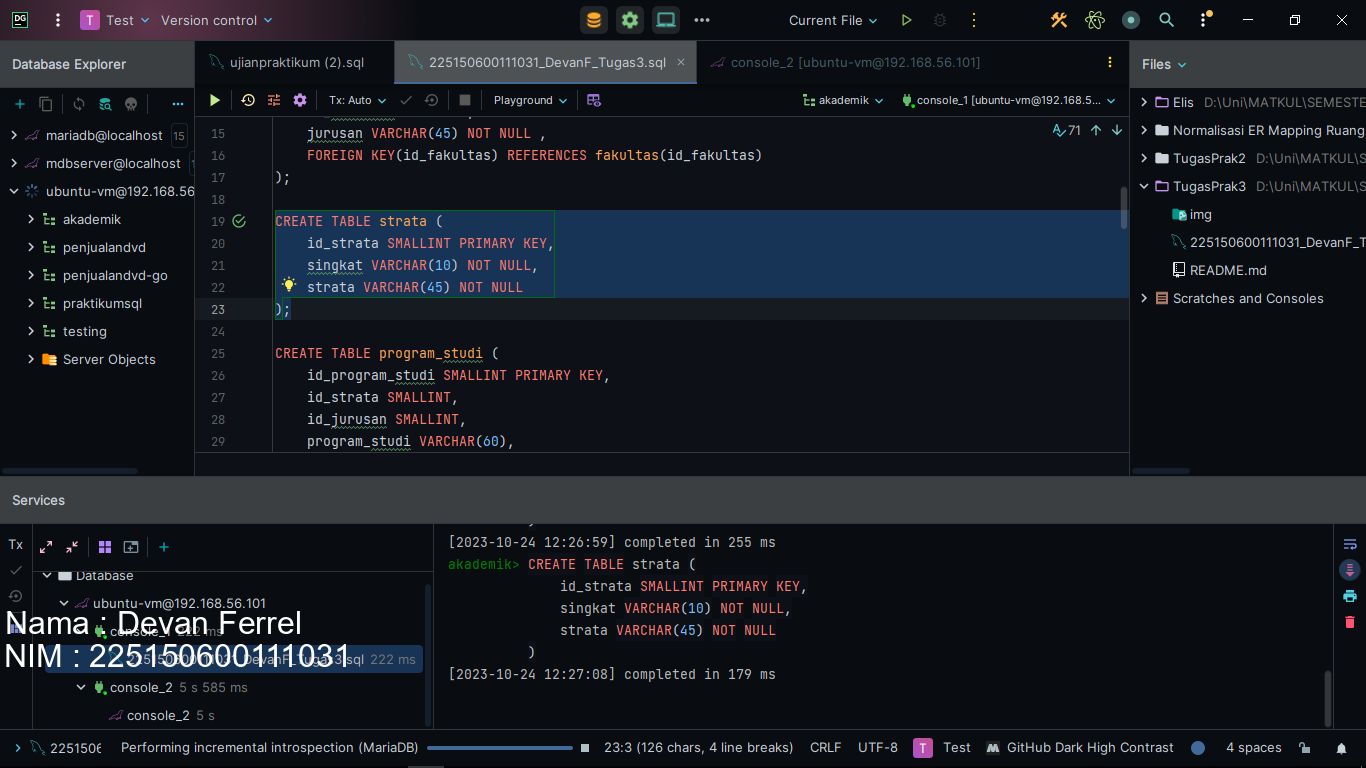 DG
T Test Version control Current File
Database Explorer
ujianpraktikum (2).sql 225150600111031_DevanF_Tugas3.sql console_2 [ubuntu-vm@192.168.56.101]
Files
Tx: Auto Playground akademik console_1 [ubuntu-vm@192.168.5...
mariadb@localhost 15
mdbserver@localhost
ubuntu-vm@192.168.56
akademik
penjualandvd
penjualandvd-go
praktikumsql
testing
Server Objects
71
15 jurusan VARCHAR(45) NOT NULL ,
16 FOREIGN KEY(id_fakultas) REFERENCES fakultas(id_fakultas)
17 );
18
19 CREATE TABLE strata (
20 id_strata SMALLINT PRIMARY KEY,
21 singkat VARCHAR(10) NOT NULL,
22 strata VARCHAR(45) NOT NULL
23 );
24
25 CREATE TABLE program_studi (
26 id_program_studi SMALLINT PRIMARY KEY,
27 id_strata SMALLINT,
28 id_jurusan SMALLINT,
29 program_studi VARCHAR(60),
Elis D:\Uni\MATKUL\SEMESTE
Normalisasi ER Mapping Ruang
TugasPrak2 D:\Uni\MATKUL\S
TugasPrak3 D:\Uni\MATKUL\S
img
225150600111031_DevanF_T
README.md
Scratches and Consoles
Services
Tx
Database
ubuntu-vm@192.168.56.101
console_1 222 ms
225150600111031_DevanF_Tugas3.sql 222 ms
console_2 5 s 585 ms
console_2 5 s
Nama : Devan Ferrel
NIM : 225150600111031
[2023-10-24 12:26:59] completed in 255 ms
akademik> CREATE TABLE strata (
id_strata SMALLINT PRIMARY KEY,
singkat VARCHAR(10) NOT NULL,
strata VARCHAR(45) NOT NULL
)
[2023-10-24 12:27:08] completed in 179 ms
2251506 Performing incremental introspection (MariaDB) 23:3 (126 chars, 4 line breaks) CRLF UTF-8 T Test GitHub Dark High Contrast 4 spaces